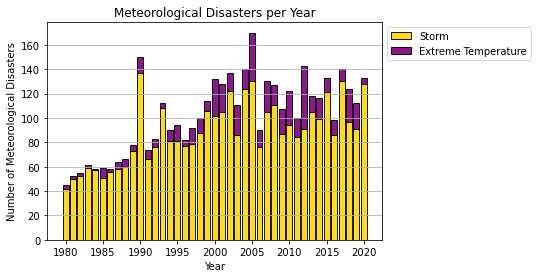 Meteorological Disasters per Year
Storm
Extreme Temperature
Number of Meteorological Disasters
160
140
120
100
80
60
40
20
0
1980 1985 1990 1995 2000 2005 2010 2015 2020
Year